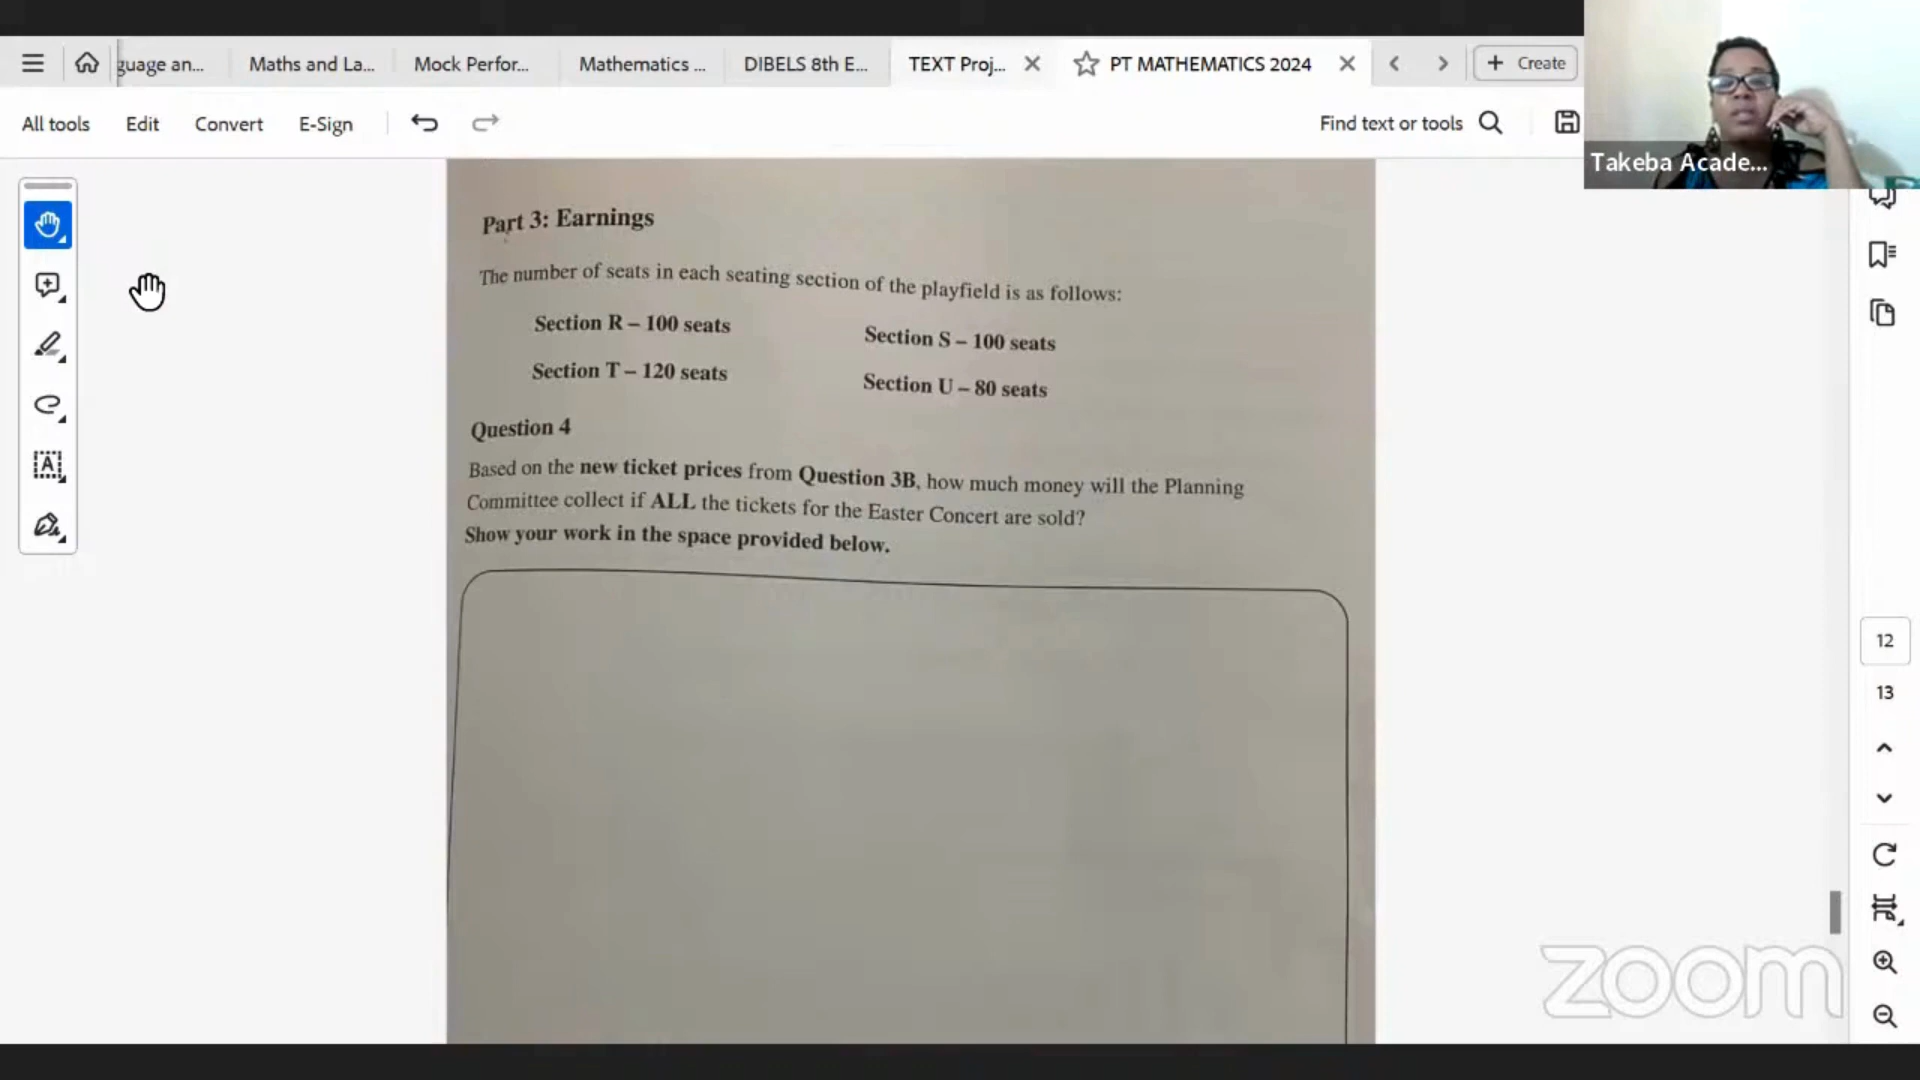 guage an...
Maths and La...
Mock Perfor...
Mathematics ...
DIBELS 8th E...
TEXT Proj...
PT MATHEMATICS 2024
+ Create
All tools
Edit
Convert
E-Sign
Find text or tools
Takeba Acade...
Part 3: Earnings
The number of seats in each seating section of the playfield is as follows:
Section R – 100 seats
Section S – 100 seats
Section T – 120 seats
Section U – 80 seats
Question 4
Based on the new ticket prices from Question 3B, how much money will the Planning
Committee collect if ALL the tickets for the Easter Concert are sold?
Show your work in the space provided below.
12
13
zoom